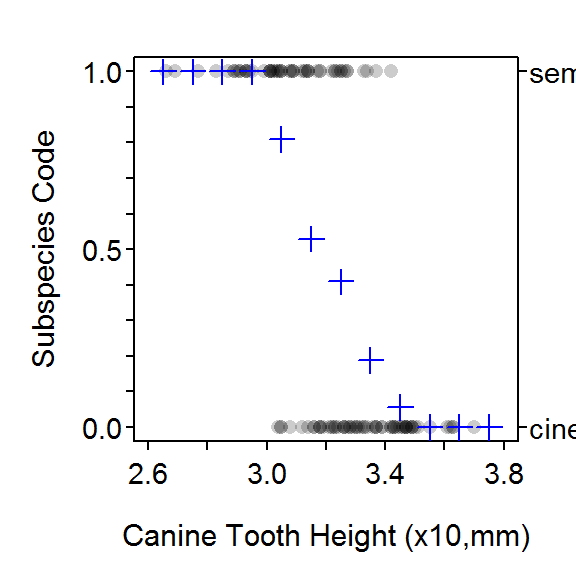 1.0
0.5
0.0
Subspecies Code
sem
cine
2.6 3.0 3.4 3.8
Canine Tooth Height (x10,mm)